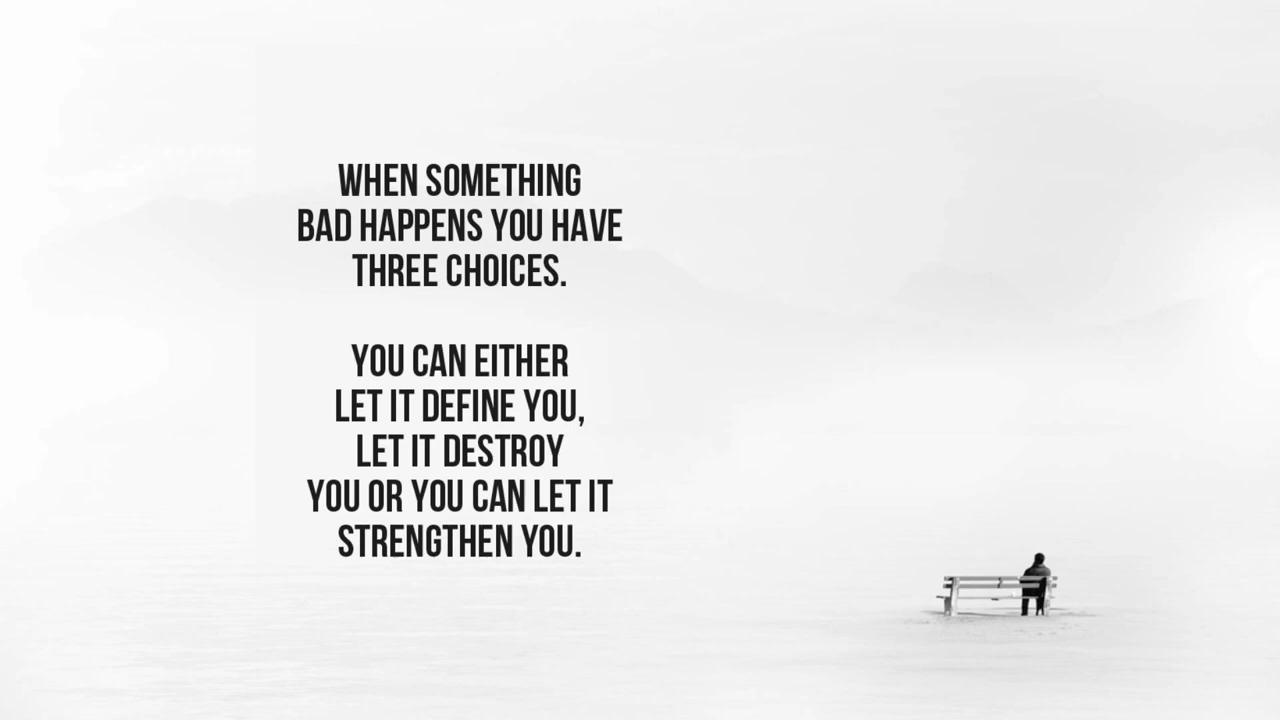 WHEN SOMETHING
BAD HAPPENS YOU HAVE
THREE CHOICES.
YOU CAN EITHER
LET IT DEFINE YOU,
LET IT DESTROY
YOU OR YOU CAN LET IT
STRENGTHEN YOU.